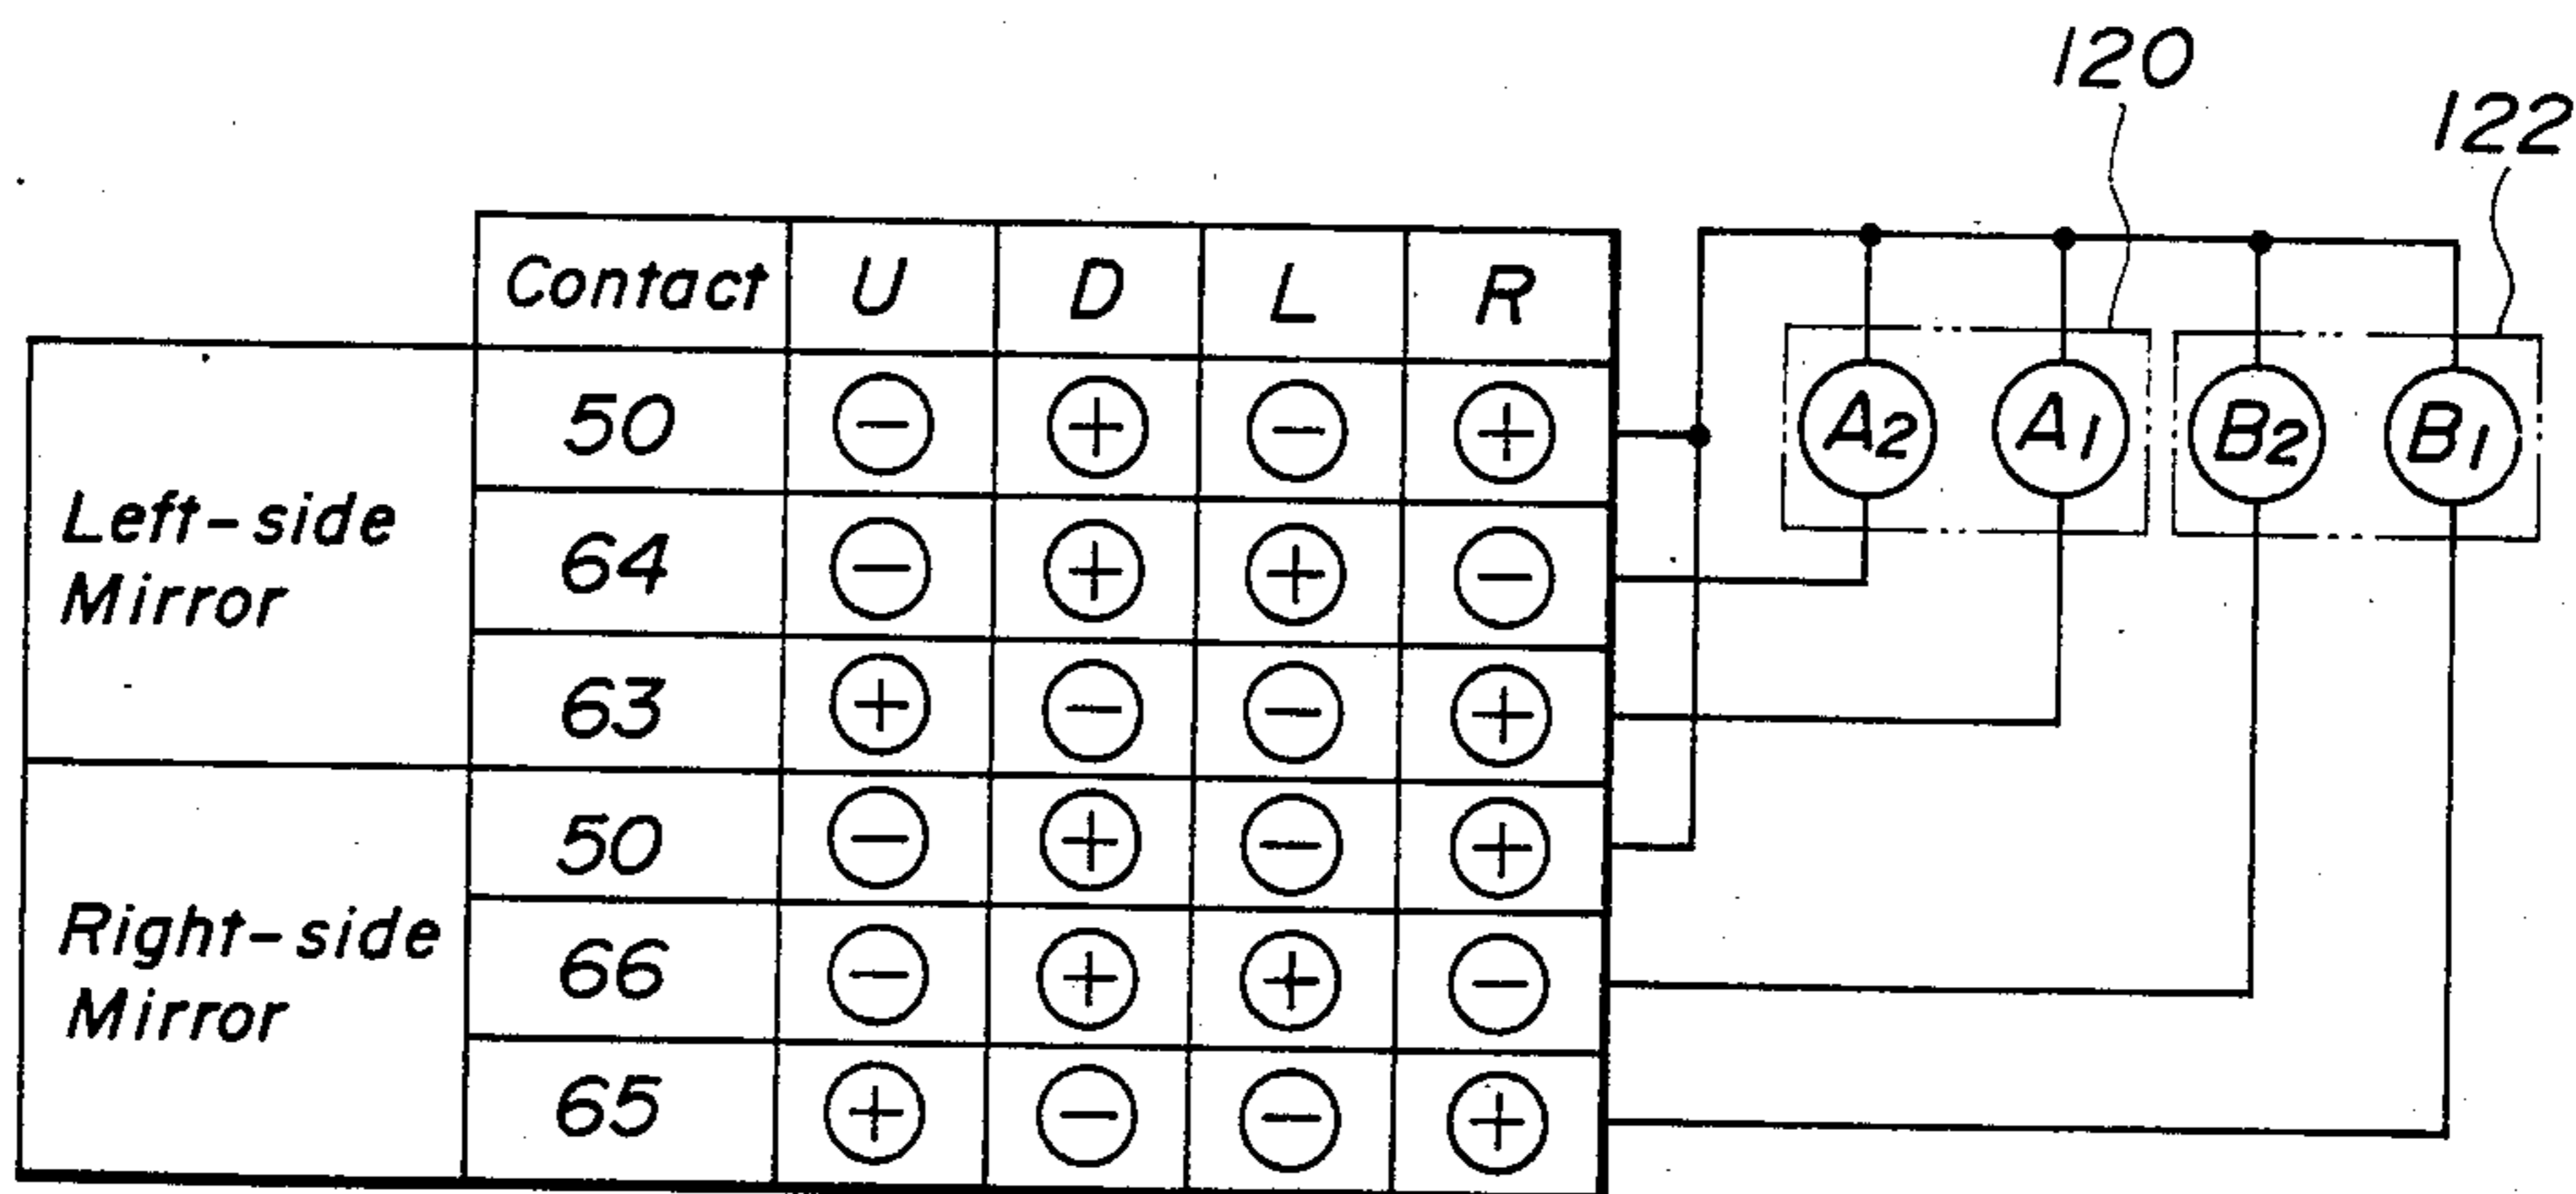 120
122
Contact U D L R
Left-side
Mirror
50 − + − +
64 − + + −
63 + − − +
Right-side
Mirror
50 − + − +
66 − + + −
65 + − − +
A2 A1 B2 B1